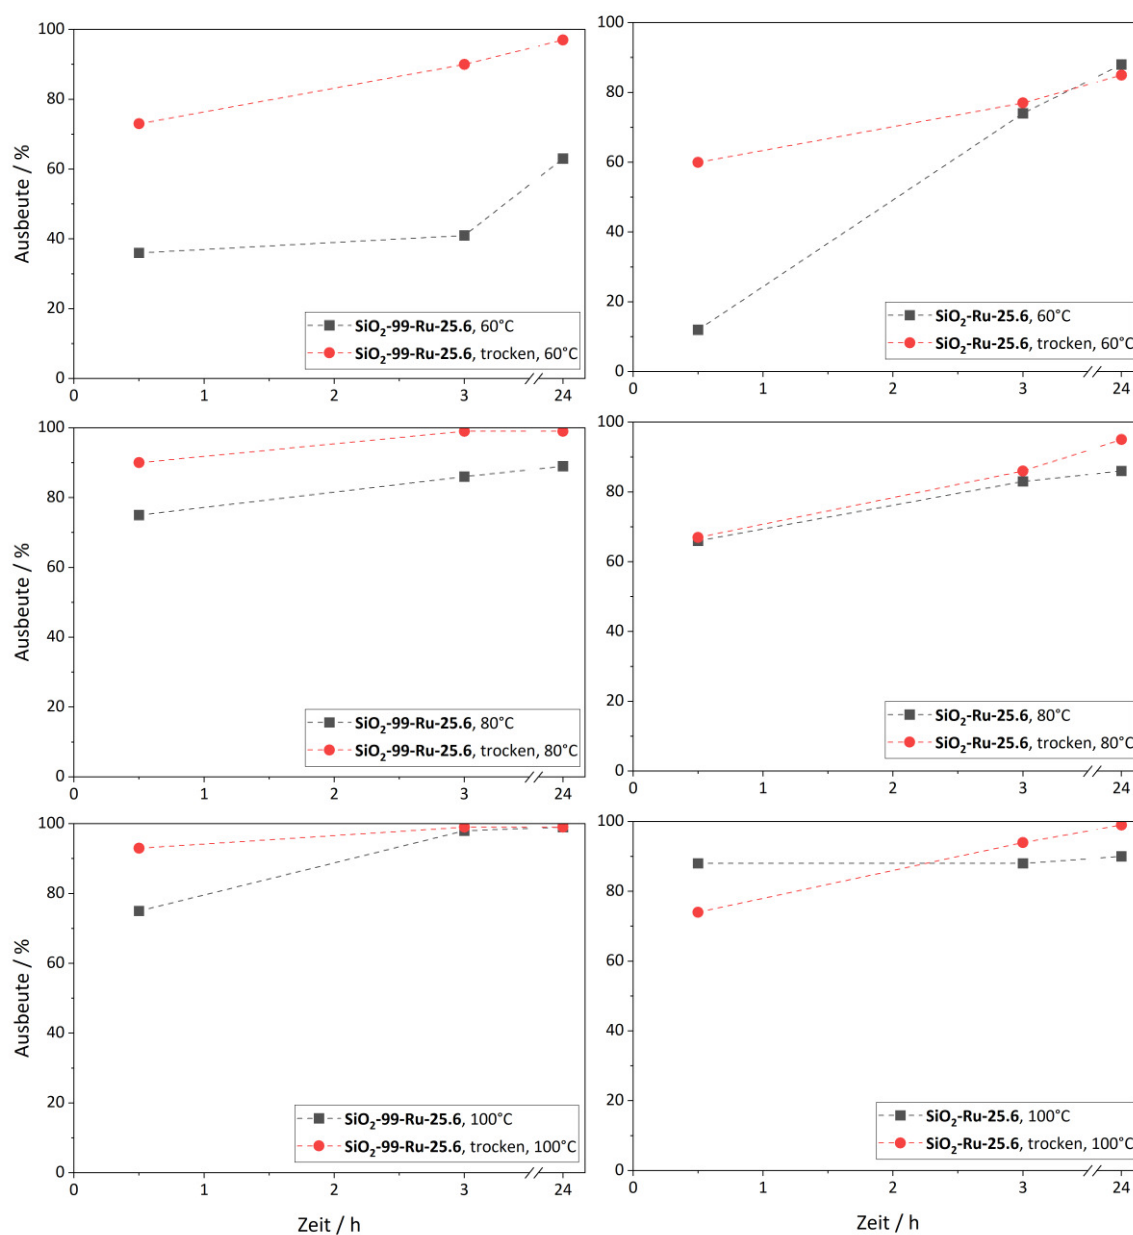 100
80
60
40
20
0
Ausbeute / %
SiO2-99-Ru-25.6, 60°C
SiO2-99-Ru-25.6, trocken, 60°C
0 1 2 3 24
100
80
60
40
20
0
SiO2-Ru-25.6, 60°C
SiO2-Ru-25.6, trocken, 60°C
0 1 2 3 24
100
80
60
40
20
0
Ausbeute / %
SiO2-99-Ru-25.6, 80°C
SiO2-99-Ru-25.6, trocken, 80°C
0 1 2 3 24
100
80
60
40
20
0
SiO2-Ru-25.6, 80°C
SiO2-Ru-25.6, trocken, 80°C
0 1 2 3 24
100
80
60
40
20
0
Ausbeute / %
SiO2-99-Ru-25.6, 100°C
SiO2-99-Ru-25.6, trocken, 100°C
0 1 2 3 24
Zeit / h
100
80
60
40
20
0
SiO2-Ru-25.6, 100°C
SiO2-Ru-25.6, trocken, 100°C
0 1 2 3 24
Zeit / h